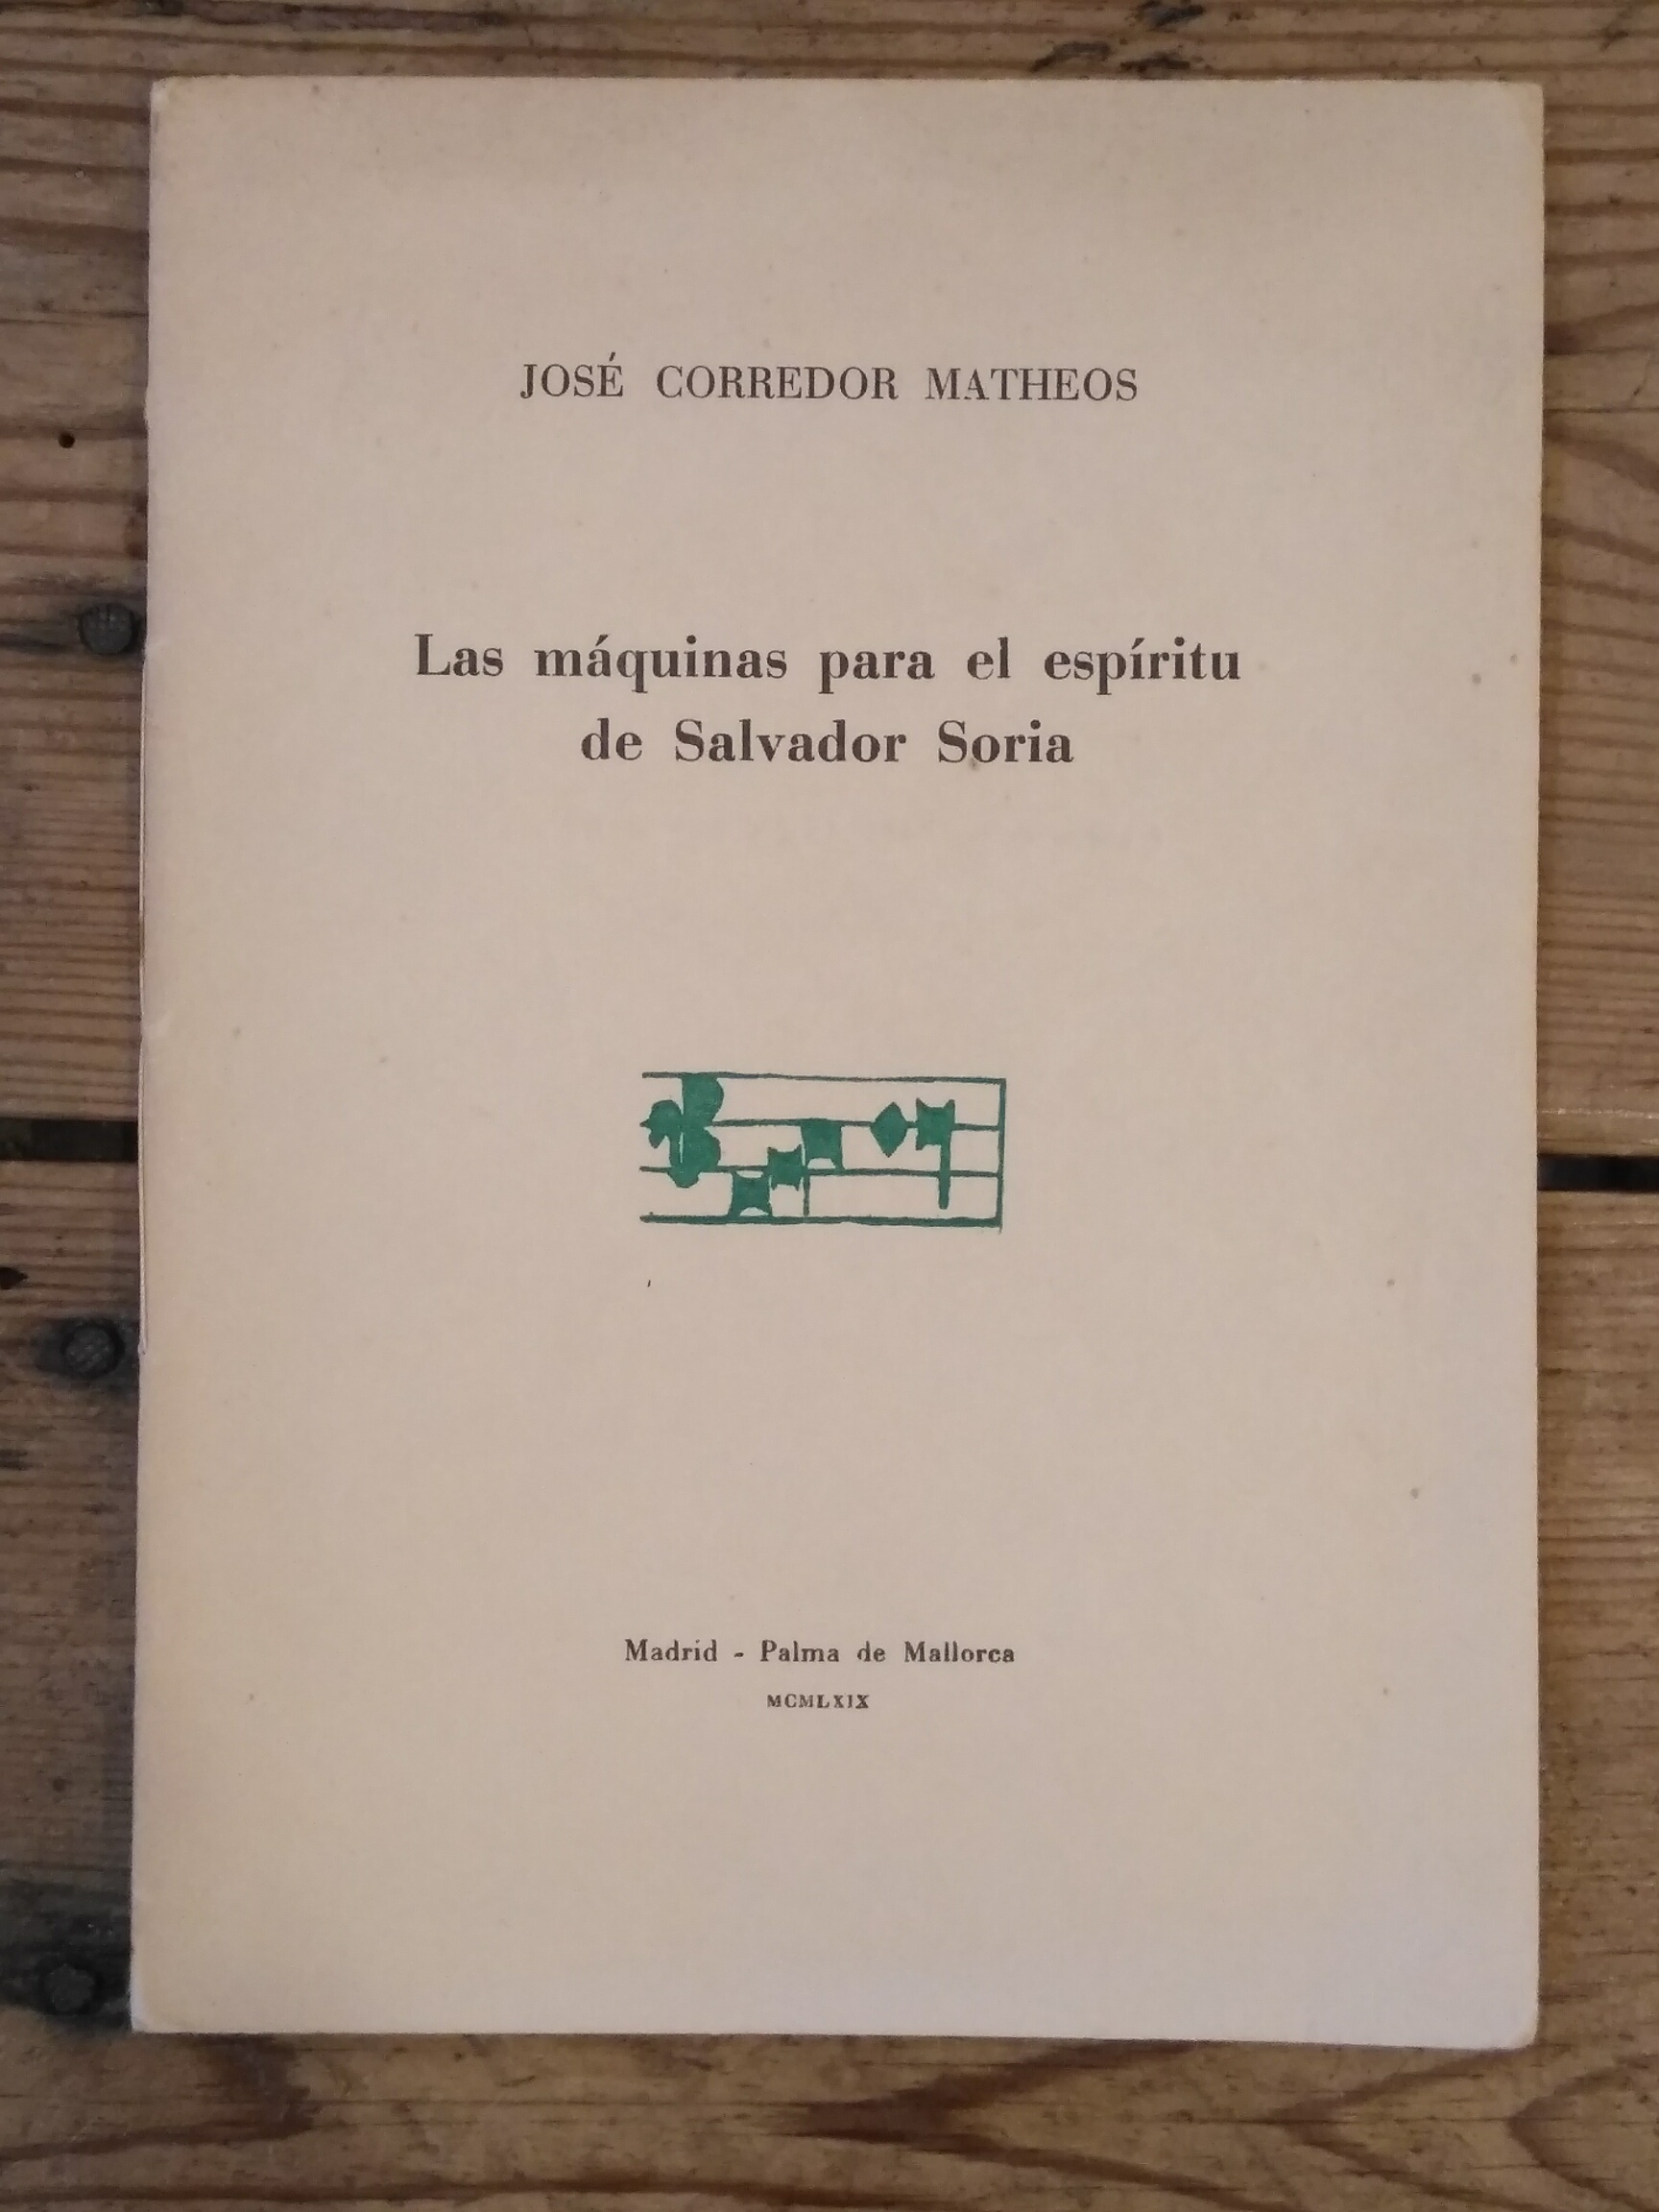 JOSÉ CORREDOR MATHEOS
Las máquinas para el espíritu
de Salvador Soria
Madrid - Palma de Mallorca
MCMLXIX